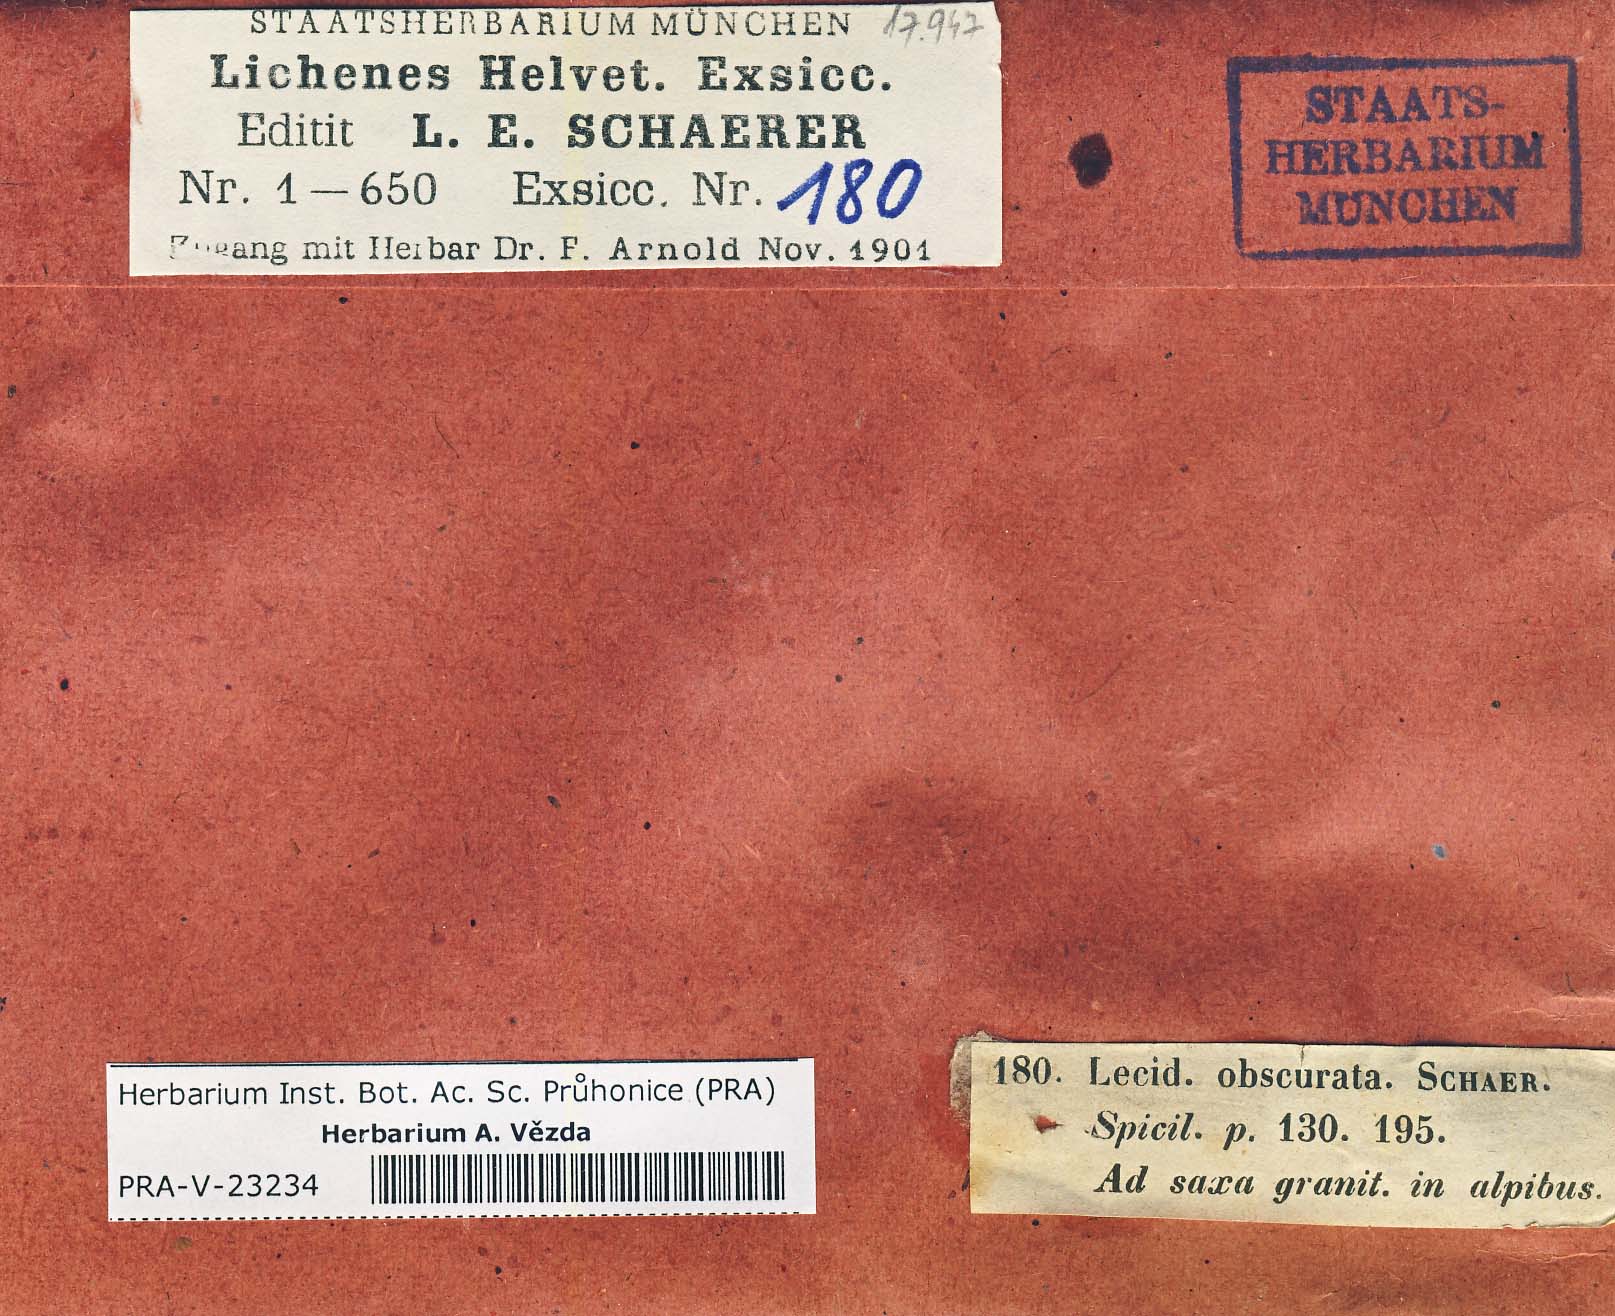 STAATSHERBARIUM MÜNCHEN 17.947
Lichenes Helvet. Exsicc.
Editit L. E. SCHAERER
Nr. 1—650 Exsicc. Nr. 180
Zugang mit Herbar Dr. F. Arnold Nov. 1901
STAATS-
HERBARIUM
MÜNCHEN
Herbarium Inst. Bot. Ac. Sc. Průhonice (PRA)
Herbarium A. Vězda
PRA-V-23234
180. Lecid. obscurata. SCHAER.
Spicil. p. 130. 195.
Ad saxa granit. in alpibus.